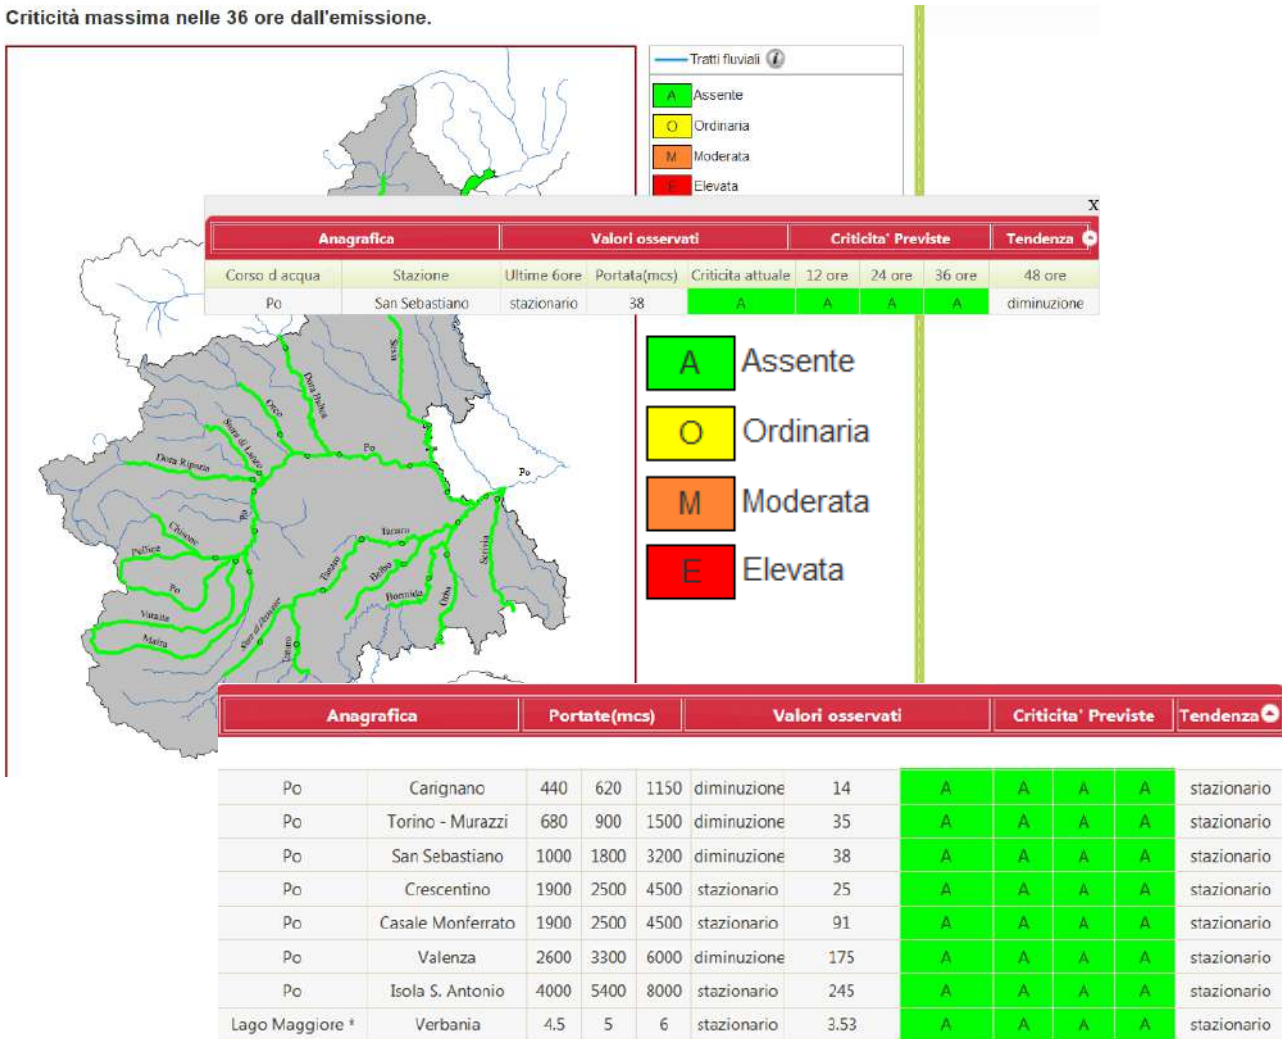 Criticità massima nelle 36 ore dall'emissione.
Tratti fluviali i
A Assente
O Ordinaria
M Moderata
E Elevata
x
Anagrafica Valori osservati Criticita' Previste Tendenza
Corso d acqua Stazione Ultime 6ore Portata(mcs) Criticita attuale 12 ore 24 ore 36 ore 48 ore
Po San Sebastiano stazionario 38 A A A A diminuzione
A Assente
O Ordinaria
M Moderata
E Elevata
Sesia
Dora Baltea
Orco
Stura di Lanzo
Dora Riparia
Po
Po
Po
Chisone
Pellice
Po
Varaita
Maira
Tanaro
Tanaro
Belbo
Bormida
Orba
Scrivia
Tanaro
Anagrafica Portate(mcs) Valori osservati Criticita' Previste Tendenza
Po Carignano 440 620 1150 diminuzione 14 A A A A stazionario
Po Torino - Murazzi 680 900 1500 diminuzione 35 A A A A stazionario
Po San Sebastiano 1000 1800 3200 diminuzione 38 A A A A stazionario
Po Crescentino 1900 2500 4500 stazionario 25 A A A A stazionario
Po Casale Monferrato 1900 2500 4500 stazionario 91 A A A A stazionario
Po Valenza 2600 3300 6000 diminuzione 175 A A A A stazionario
Po Isola S. Antonio 4000 5400 8000 stazionario 245 A A A A stazionario
Lago Maggiore * Verbania 4.5 5 6 stazionario 3.53 A A A A stazionario